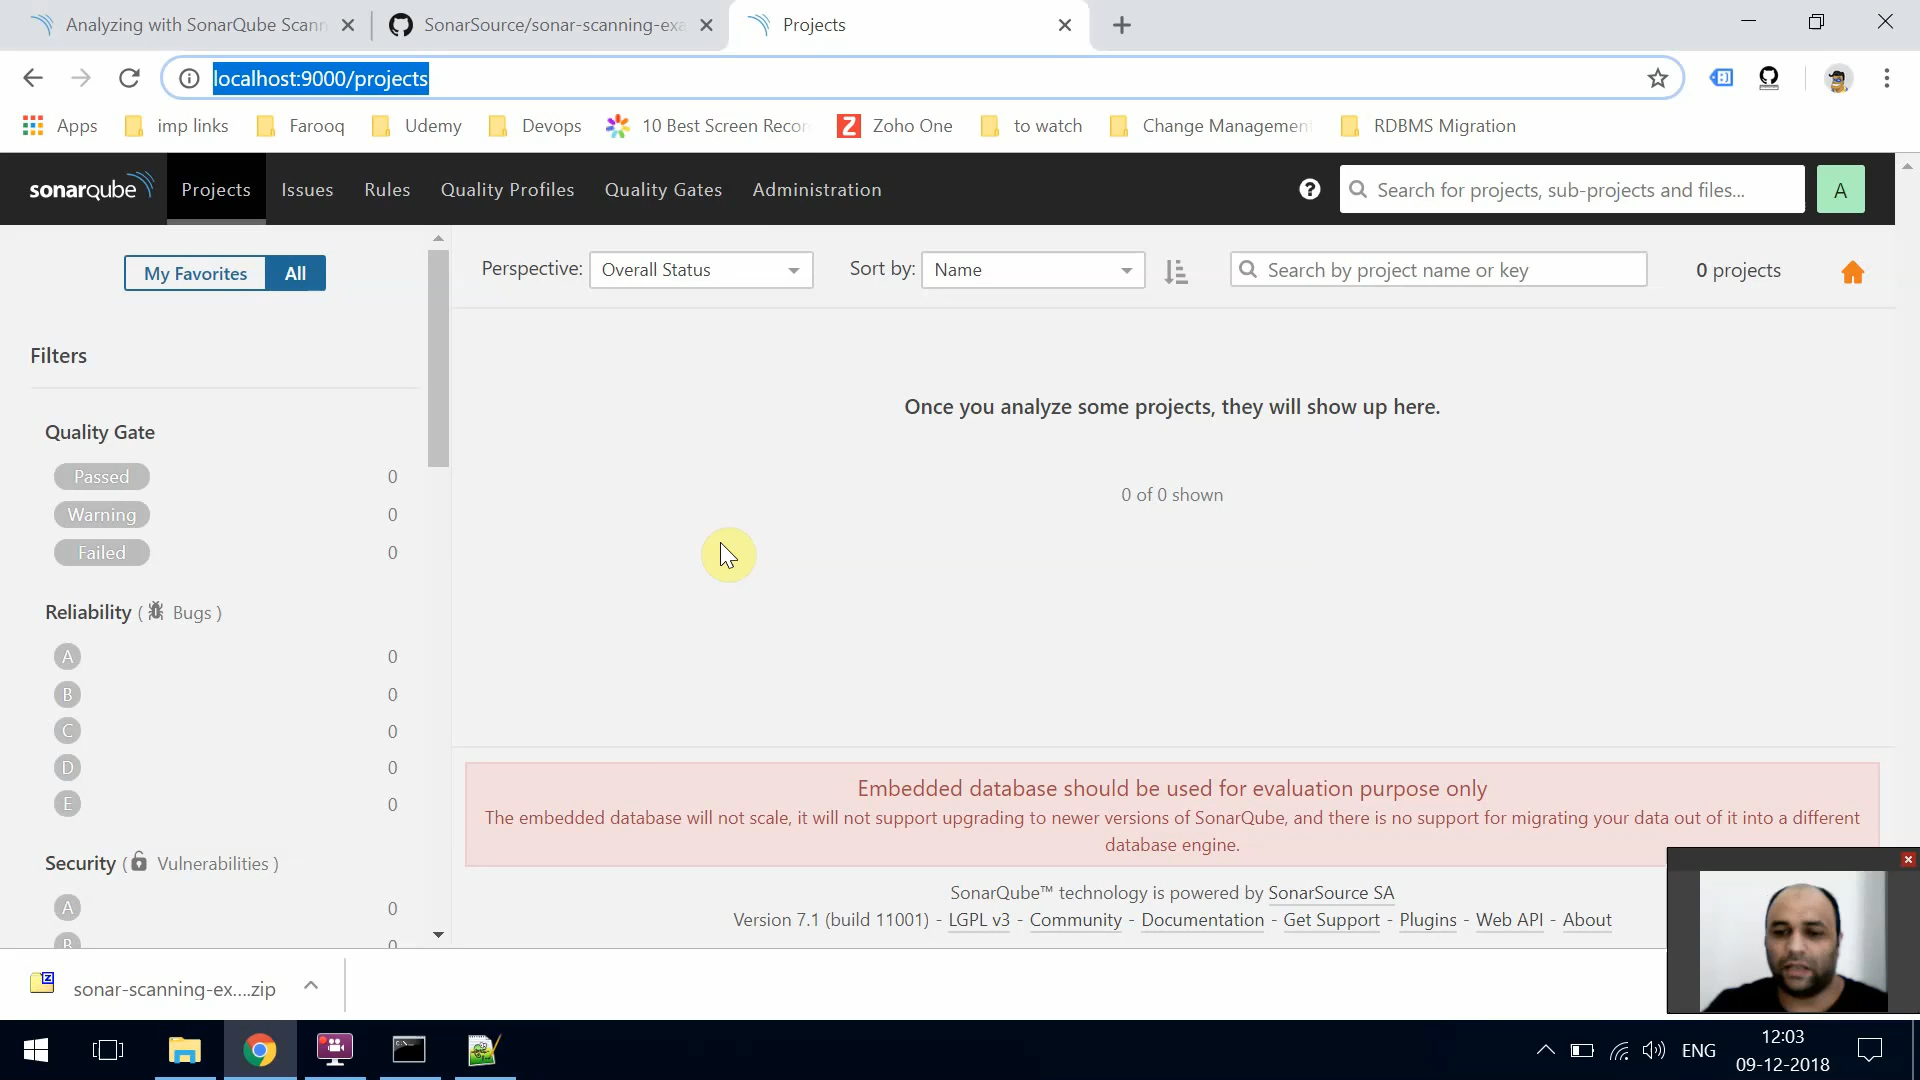 Analyzing with SonarQube Scann
SonarSource/sonar-scanning-exa
Projects
localhost:9000/projects
Apps
imp links
Farooq
Udemy
Devops
10 Best Screen Recor
Zoho One
to watch
Change Managemen
RDBMS Migration
sonarqube
Projects
Issues
Rules
Quality Profiles
Quality Gates
Administration
?
Search for projects, sub-projects and files...
A
My Favorites
All
Perspective:
Overall Status
Sort by:
Name
Search by project name or key
0 projects
Filters
Quality Gate
Passed 0
Warning 0
Failed 0
Reliability ( Bugs )
A 0
B 0
C 0
D 0
E 0
Security ( Vulnerabilities )
A 0
B 0
Once you analyze some projects, they will show up here.
0 of 0 shown
Embedded database should be used for evaluation purpose only
The embedded database will not scale, it will not support upgrading to newer versions of SonarQube, and there is no support for migrating your data out of it into a different
database engine.
SonarQube™ technology is powered by SonarSource SA
Version 7.1 (build 11001) - LGPL v3 - Community - Documentation - Get Support - Plugins - Web API - About
sonar-scanning-ex....zip
ENG
12:03
09-12-2018